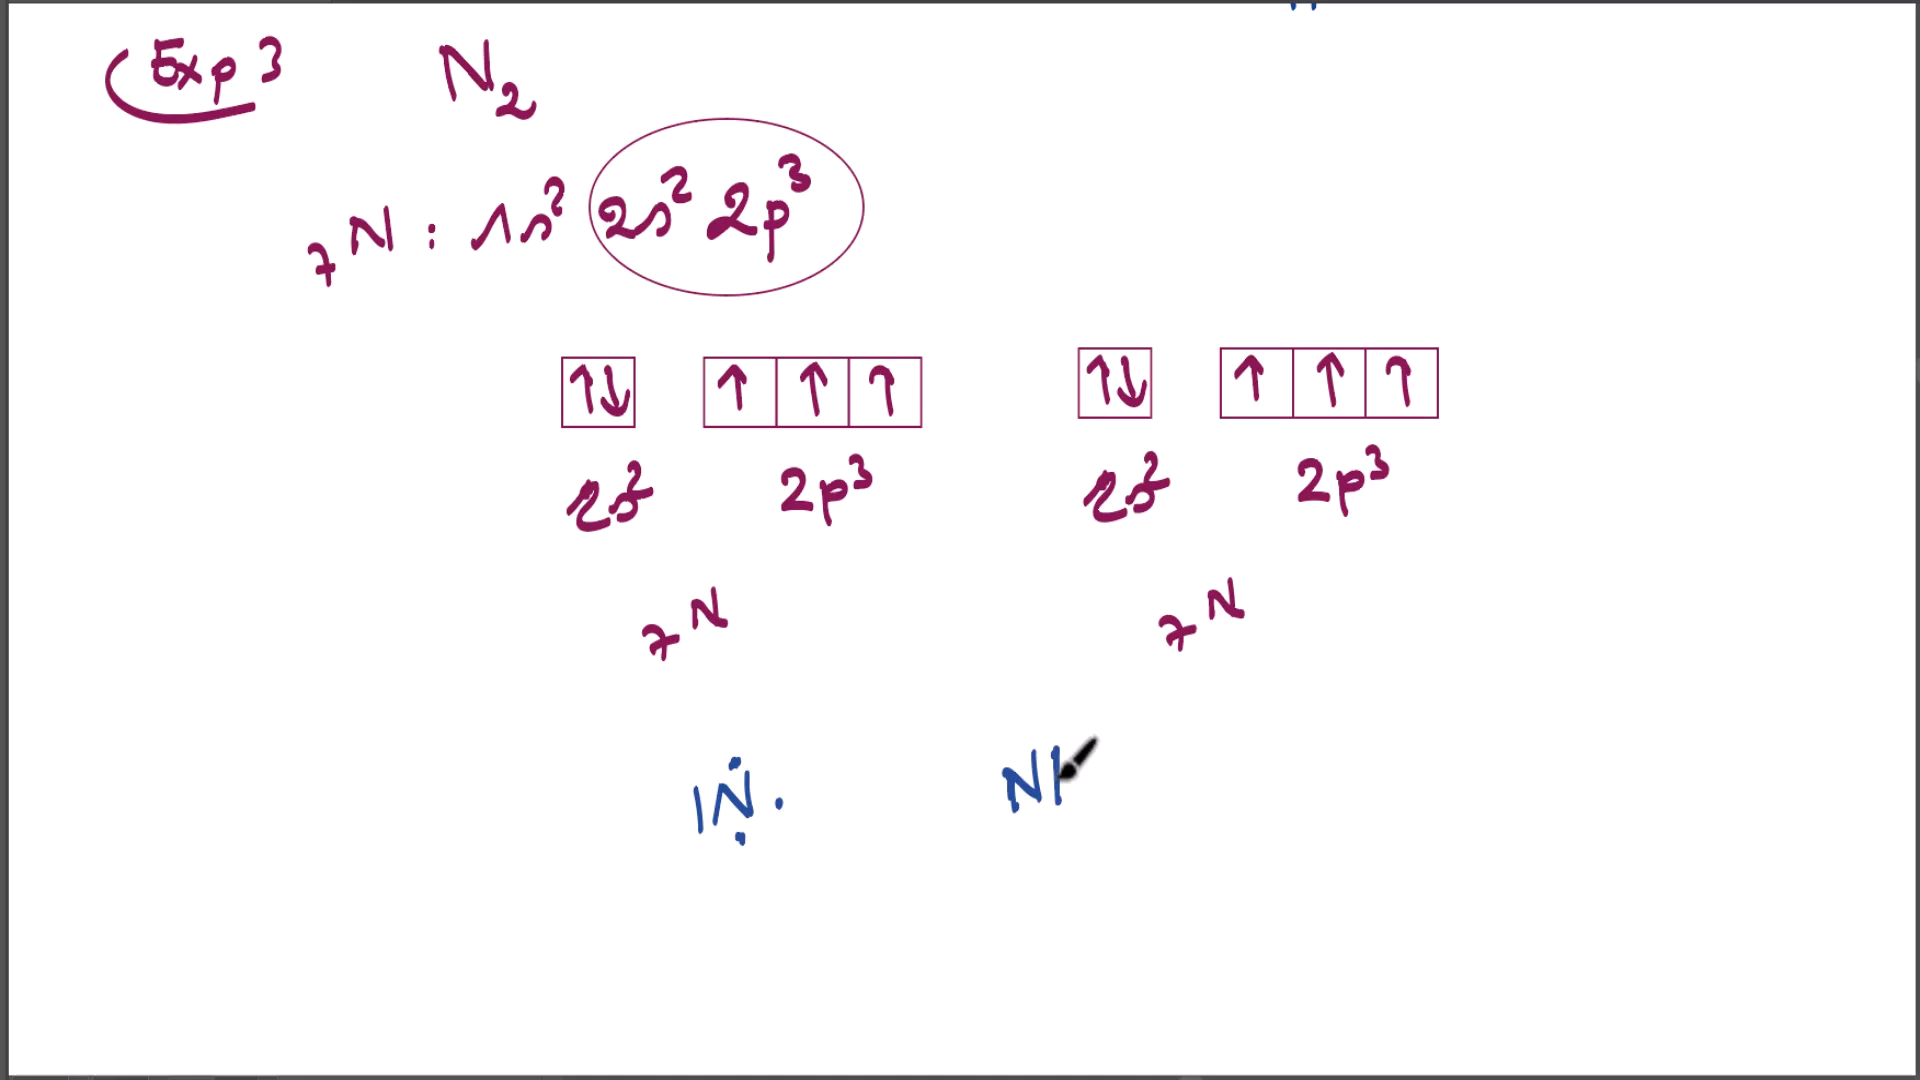 Exp 3 N₂
₇N : 1s² 2s² 2p³
↑↓ ↑ ↑ ↑ ↑↓ ↑ ↑ ↑
2s² 2p³ 2s² 2p³
₇N ₇N
|Ṇ̇· N|